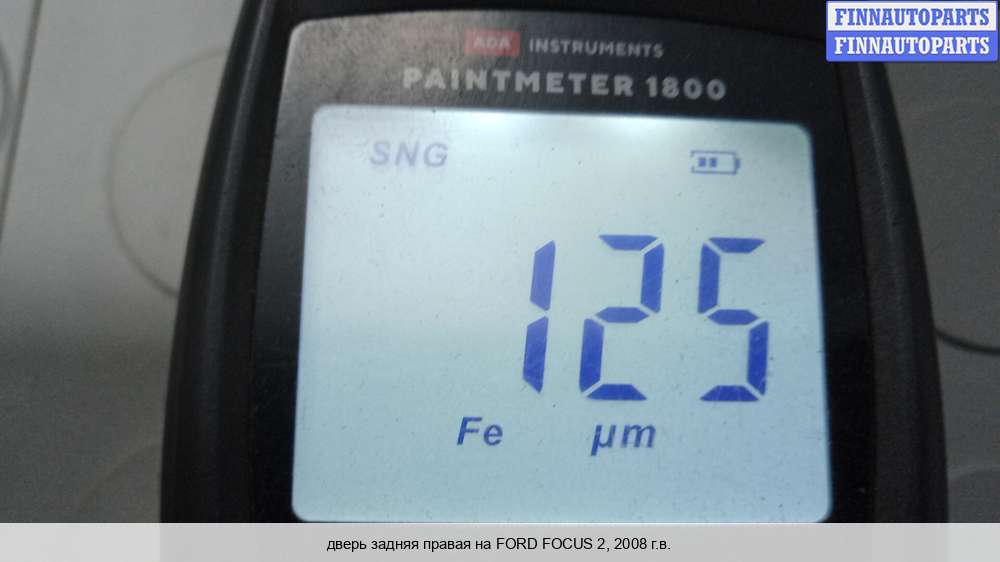 FINNAUTOPARTS
FINNAUTOPARTS
ADA INSTRUMENTS
PAINTMETER 1800
SNG
125
Fe µm
дверь задняя правая на FORD FOCUS 2, 2008 г.в.